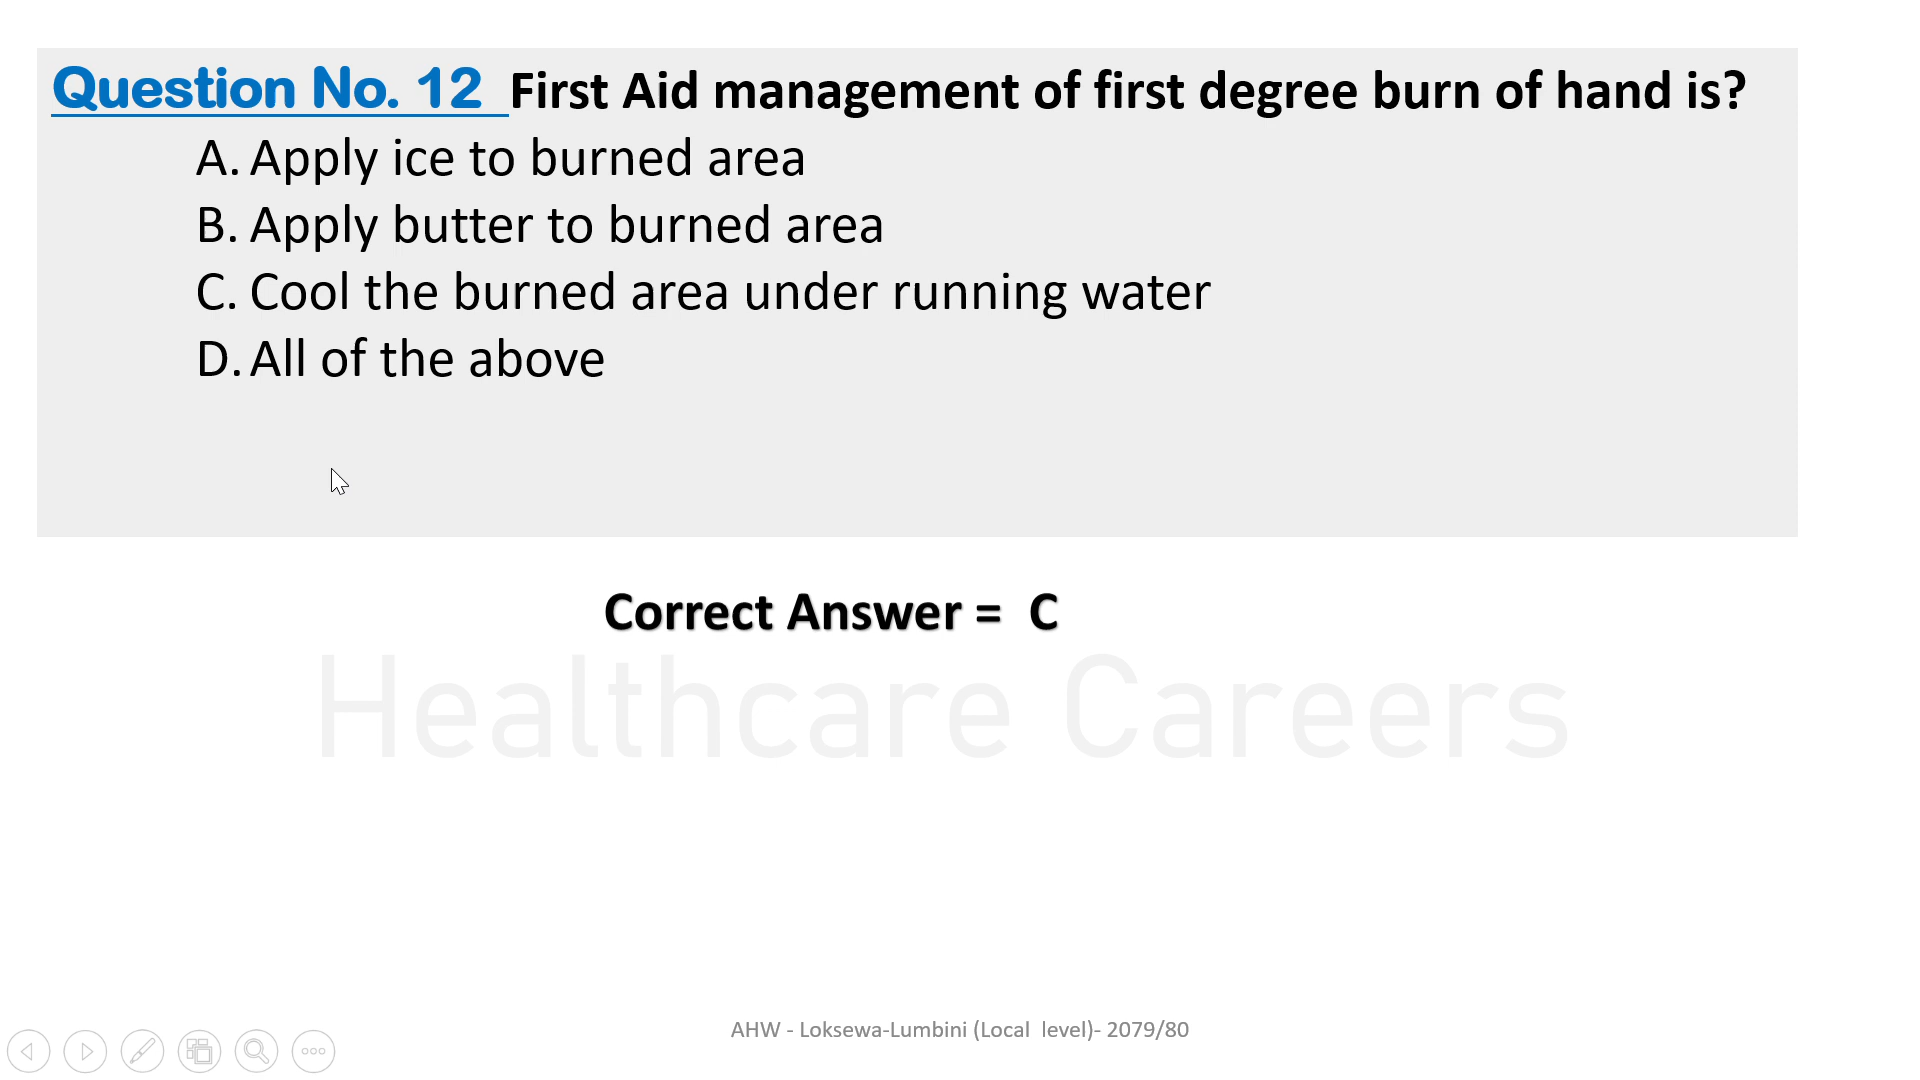 Question No. 12 First Aid management of first degree burn of hand is?
A. Apply ice to burned area
B. Apply butter to burned area
C. Cool the burned area under running water
D. All of the above
Correct Answer = C
Healthcare Careers
AHW - Loksewa-Lumbini (Local level)- 2079/80